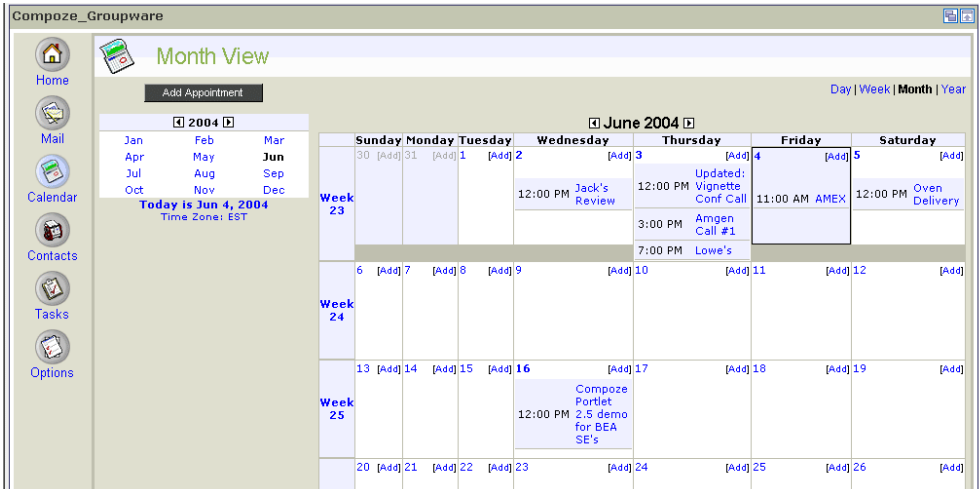 Compoze_Groupware
Home
Mail
Calendar
Contacts
Tasks
Options
Month View
Add Appointment
Day | Week | Month | Year
2004
Jan Feb Mar
Apr May Jun
Jul Aug Sep
Oct Nov Dec
Today is Jun 4, 2004
Time Zone: EST
June 2004
Sunday Monday Tuesday Wednesday Thursday Friday Saturday
Week
23
30 [Add] 31 [Add] 1 [Add] 2 [Add] 3 [Add] 4 [Add] 5 [Add]
12:00 PM Jack's
Review
12:00 PM Updated:
Vignette
Conf Call
3:00 PM Amgen
Call #1
7:00 PM Lowe's
11:00 AM AMEX
12:00 PM Oven
Delivery
Week
24
6 [Add] 7 [Add] 8 [Add] 9 [Add] 10 [Add] 11 [Add] 12 [Add]
Week
25
13 [Add] 14 [Add] 15 [Add] 16 [Add] 17 [Add] 18 [Add] 19 [Add]
12:00 PM Compoze
Portlet
2.5 demo
for BEA
SE's
20 [Add] 21 [Add] 22 [Add] 23 [Add] 24 [Add] 25 [Add] 26 [Add]